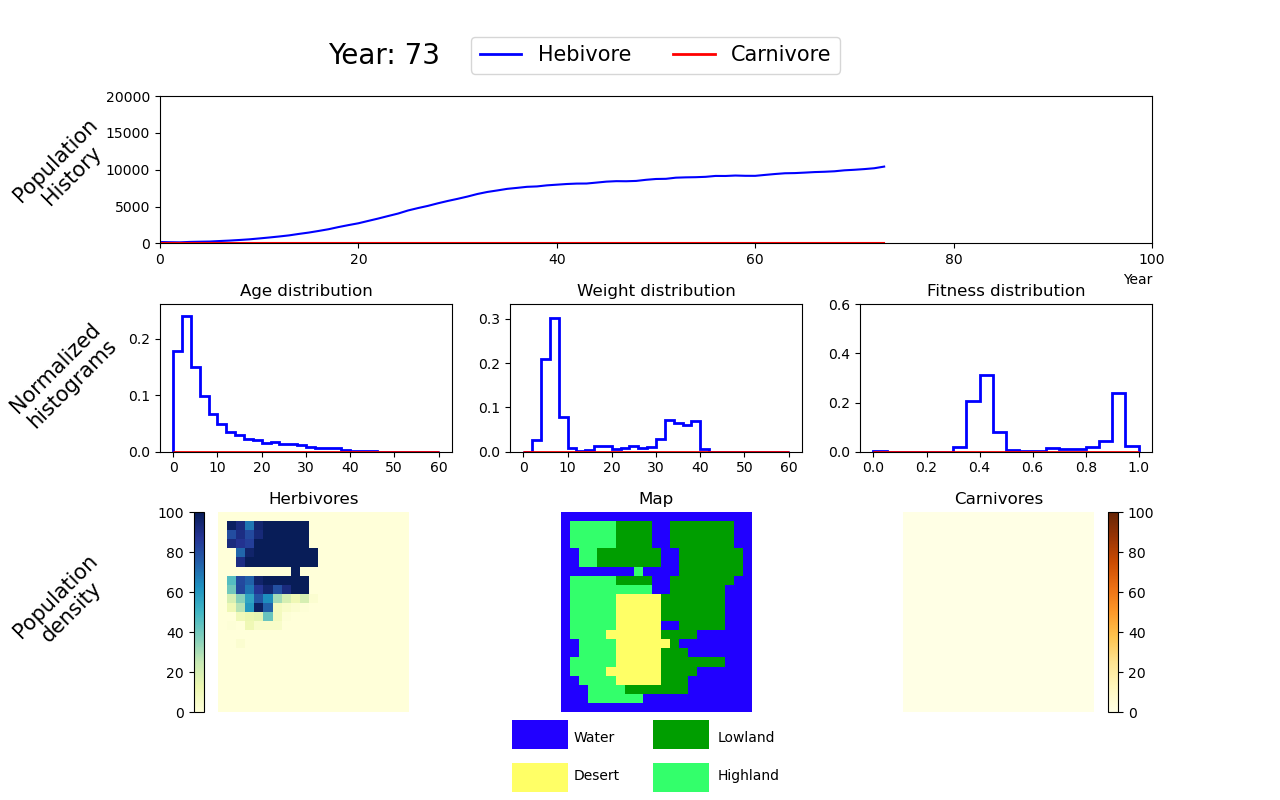 Year: 73
Hebivore
Carnivore
Population
History
20000
15000
10000
5000
0
0 20 40 60 80 100
Year
Normalized
histograms
Age distribution
0.2
0.1
0.0
0 10 20 30 40 50 60
Weight distribution
0.3
0.2
0.1
0.0
0 10 20 30 40 50 60
Fitness distribution
0.6
0.4
0.2
0.0
0.0 0.2 0.4 0.6 0.8 1.0
Population
density
Herbivores
100
80
60
40
20
0
Map
Carnivores
100
80
60
40
20
0
Water
Lowland
Desert
Highland